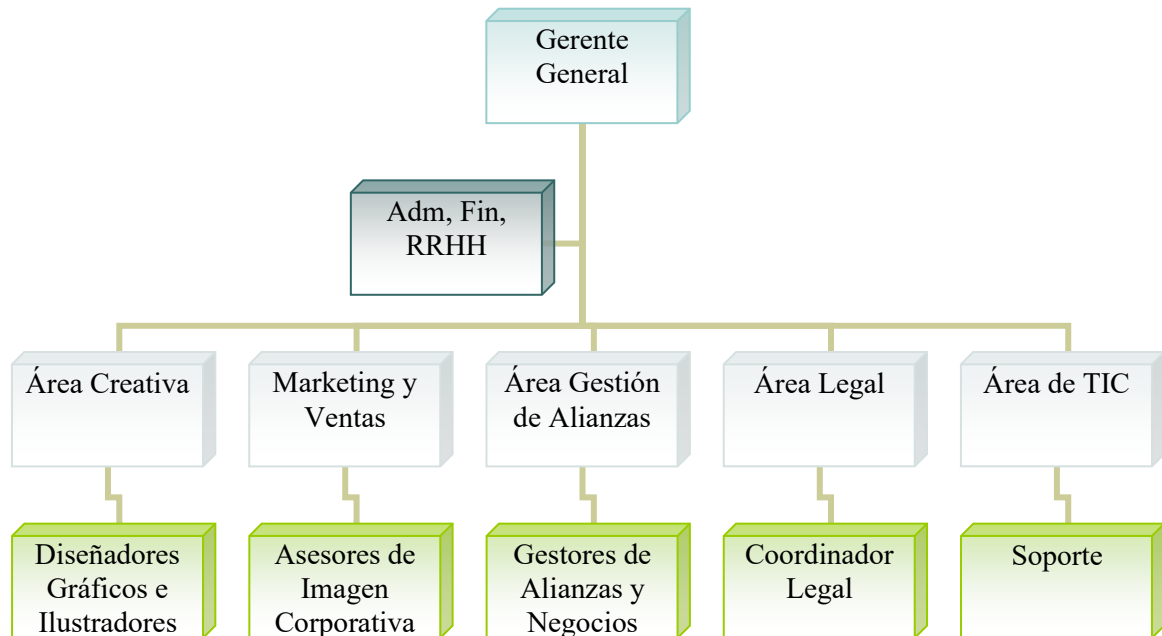 Gerente
General
Adm, Fin,
RRHH
Área Creativa
Marketing y
Ventas
Área Gestión
de Alianzas
Área Legal
Área de TIC
Diseñadores
Gráficos e
Ilustradores
Asesores de
Imagen
Corporativa
Gestores de
Alianzas y
Negocios
Coordinador
Legal
Soporte